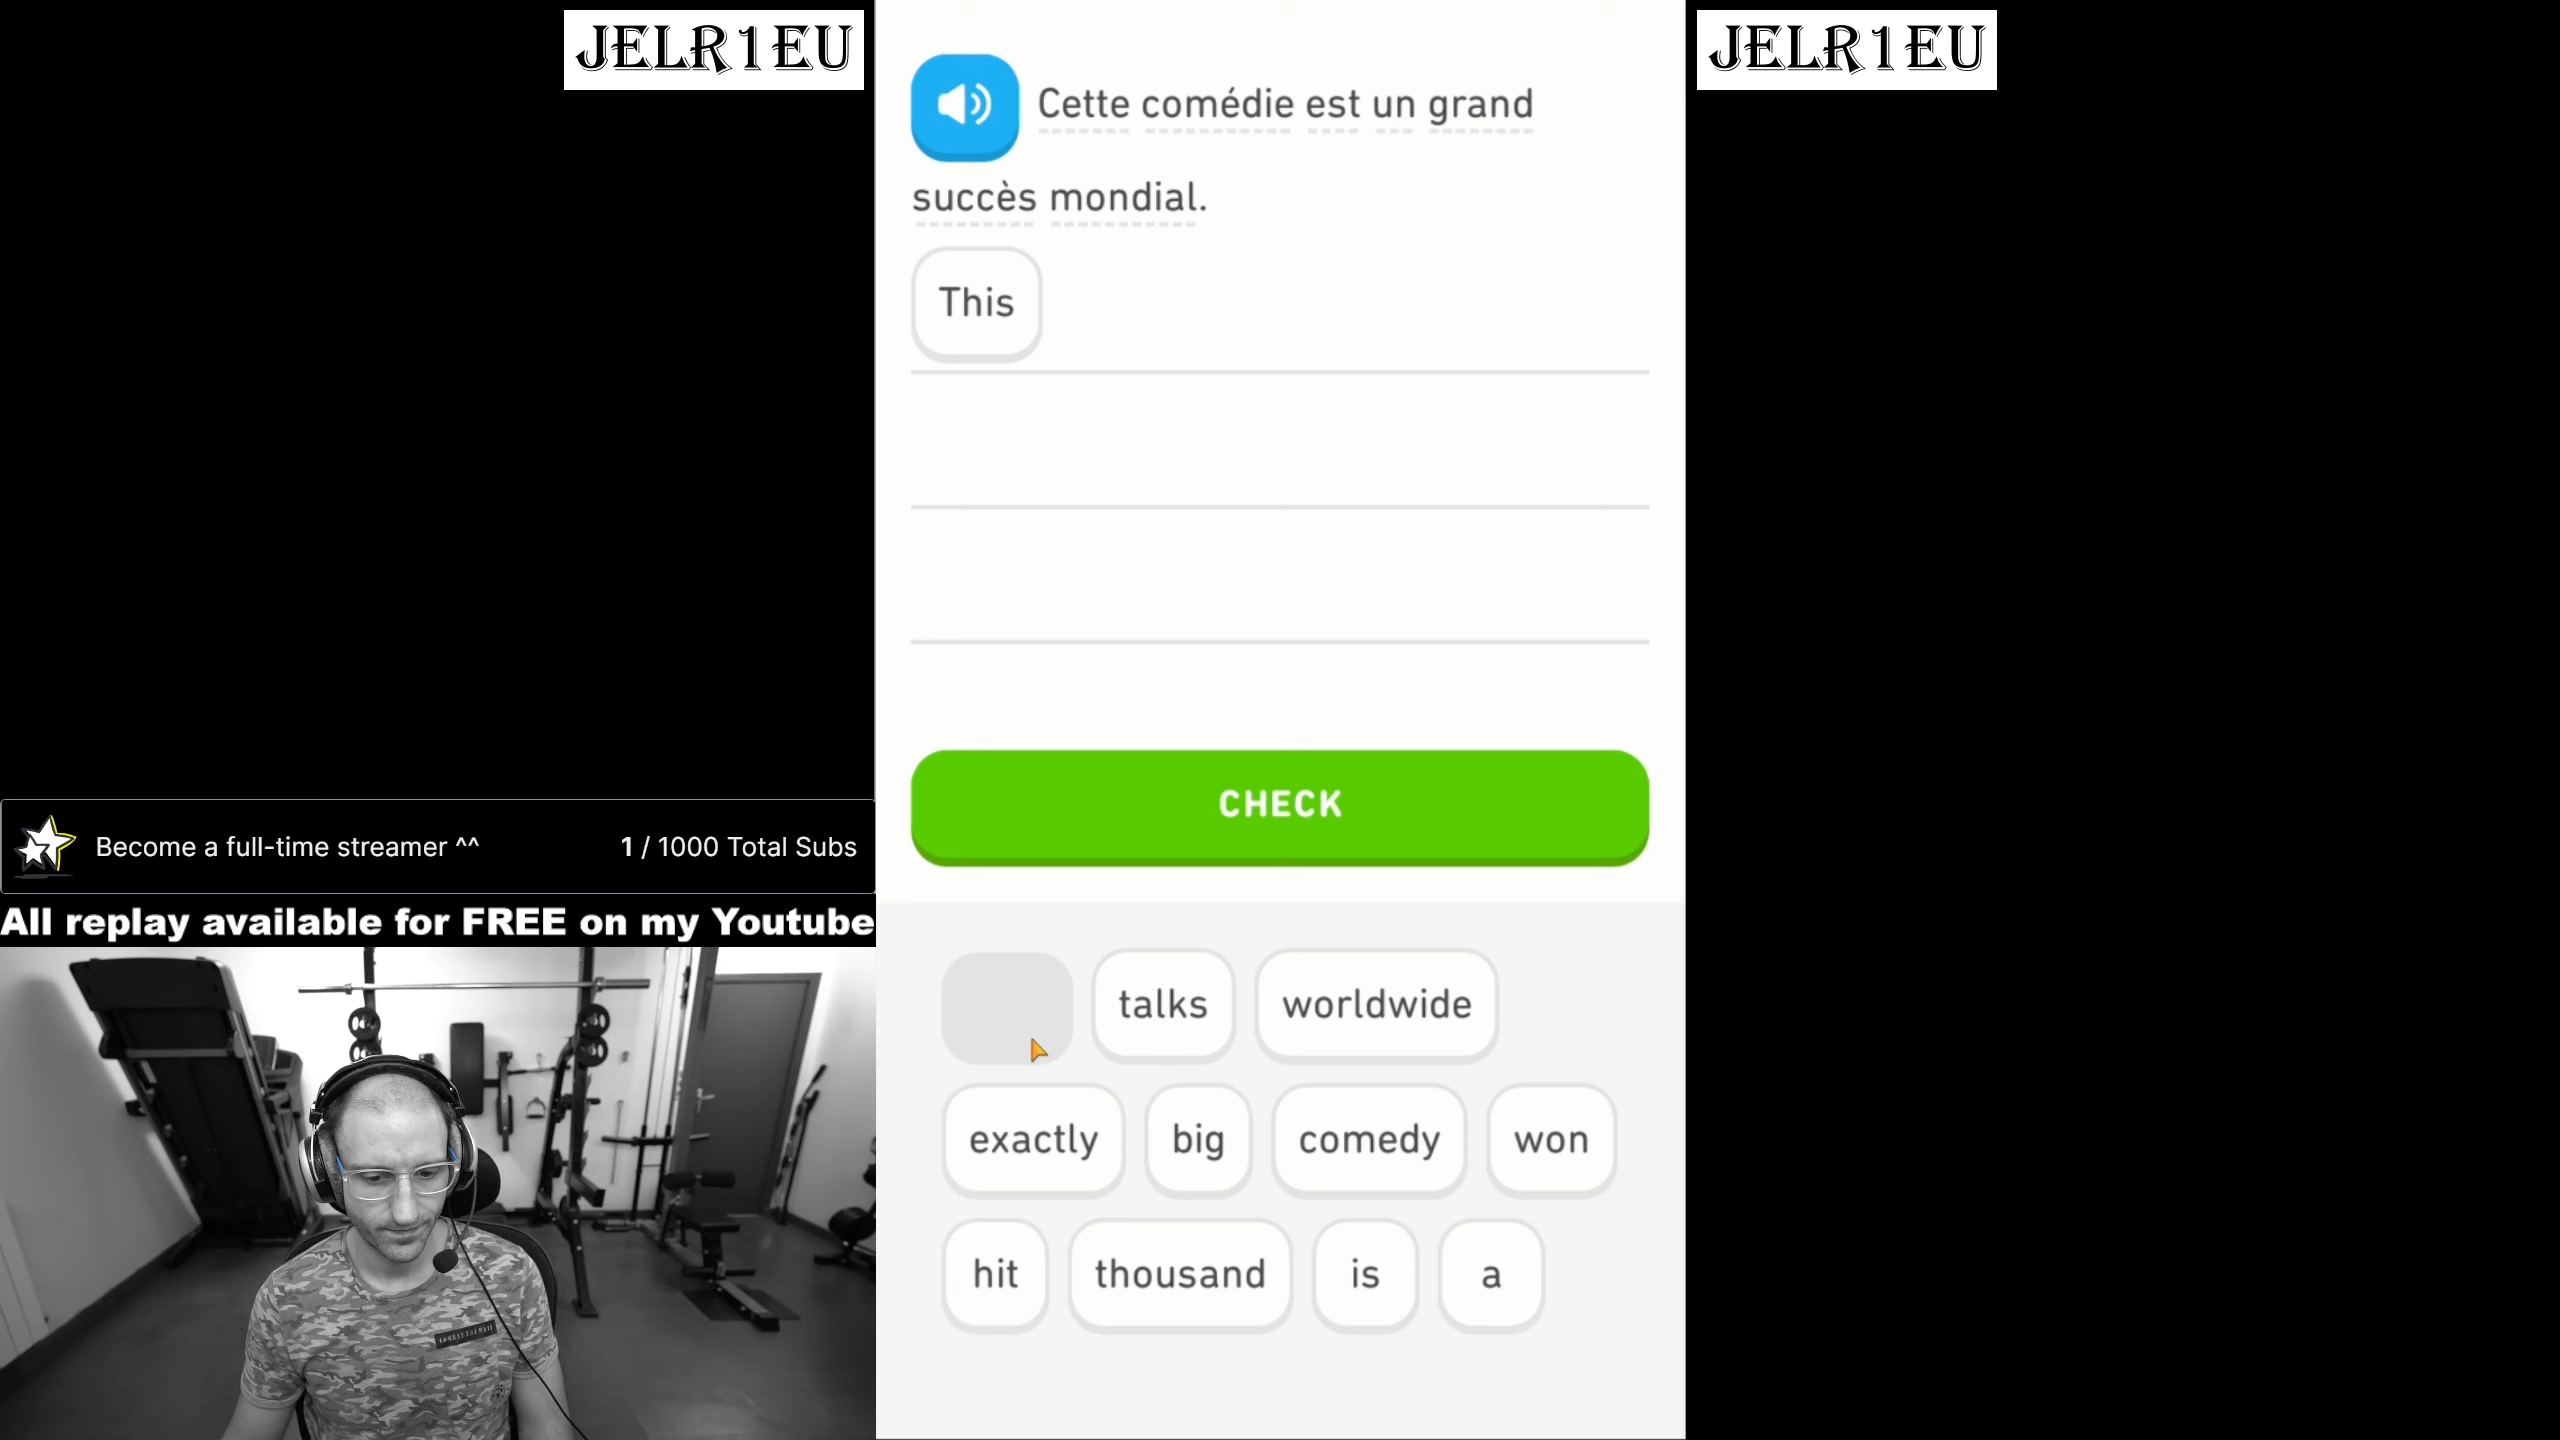 JELR1EU
JELR1EU
Cette comédie est un grand
succès mondial.
This
CHECK
talks worldwide
exactly big comedy won
hit thousand is a
Become a full-time streamer ^^ 1 / 1000 Total Subs
All replay available for FREE on my Youtube